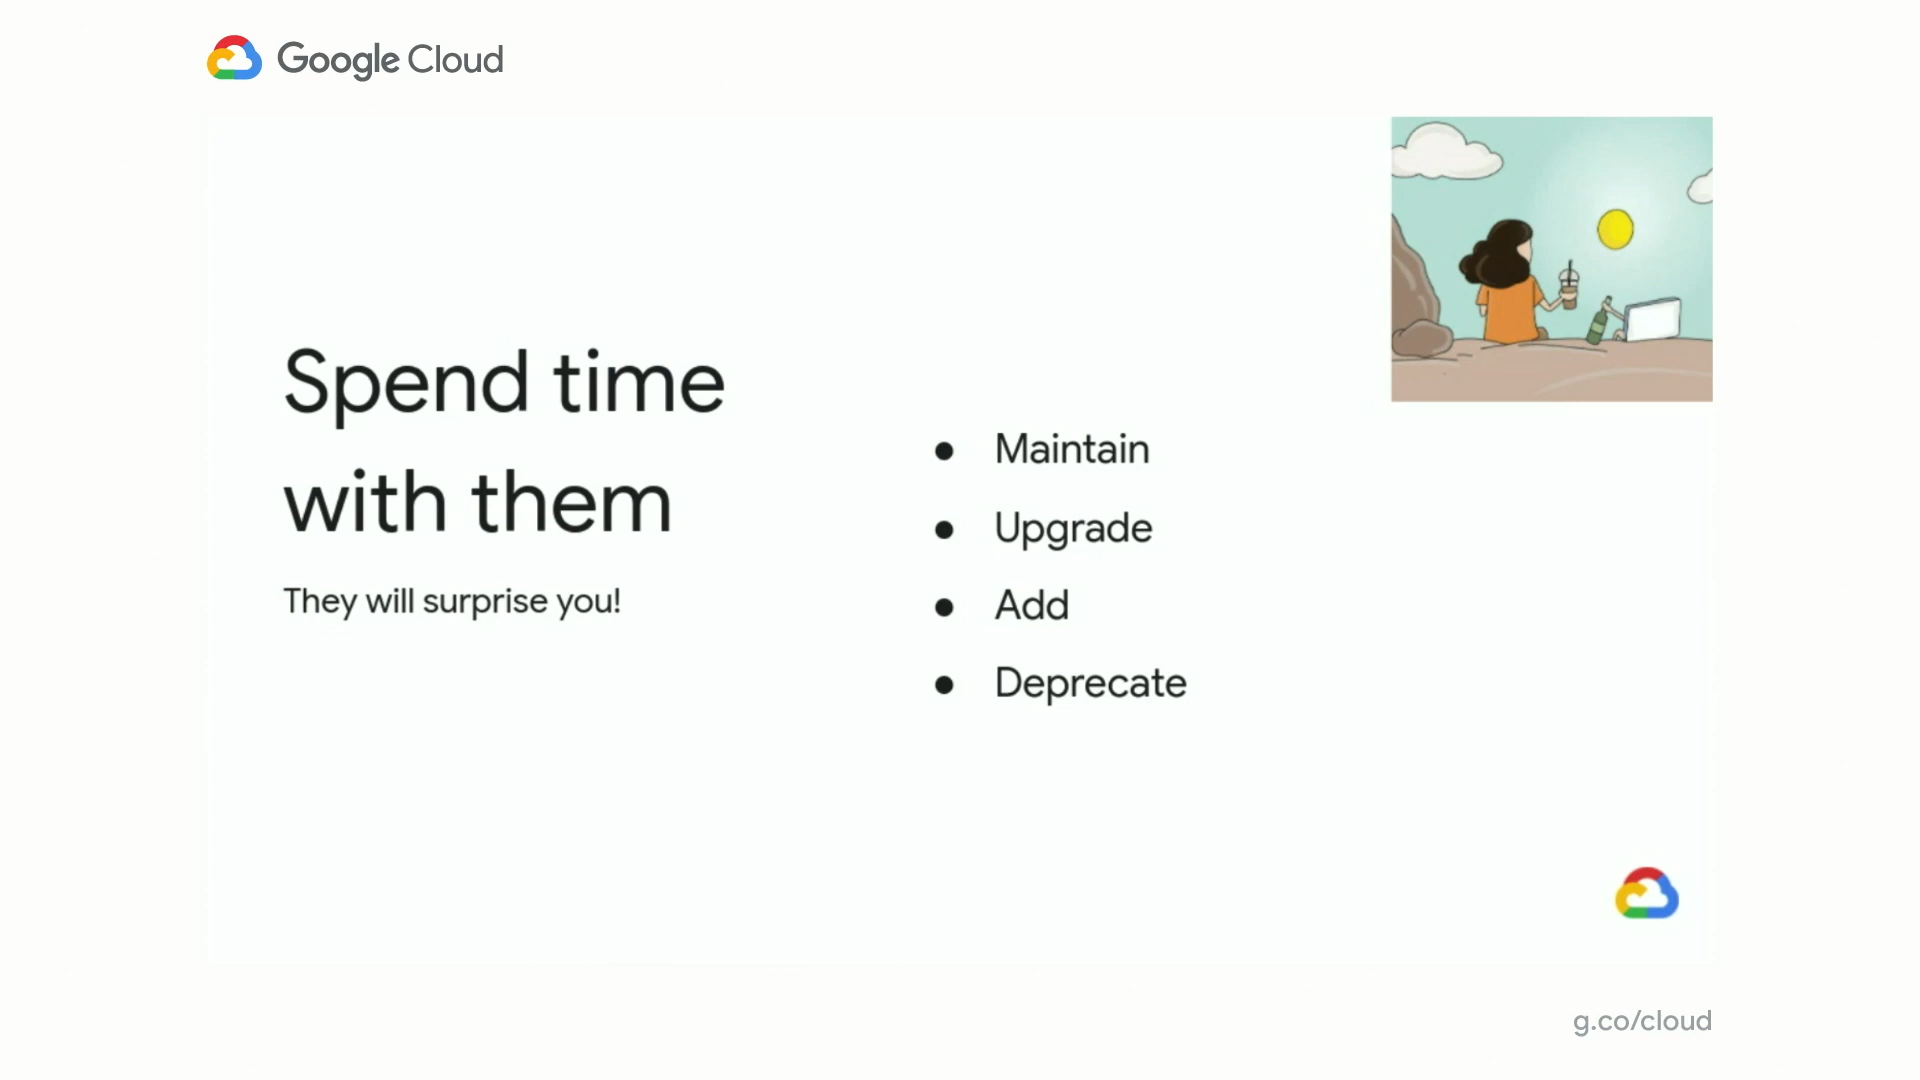 Google Cloud
Spend time
with them
They will surprise you!
● Maintain
● Upgrade
● Add
● Deprecate
g.co/cloud